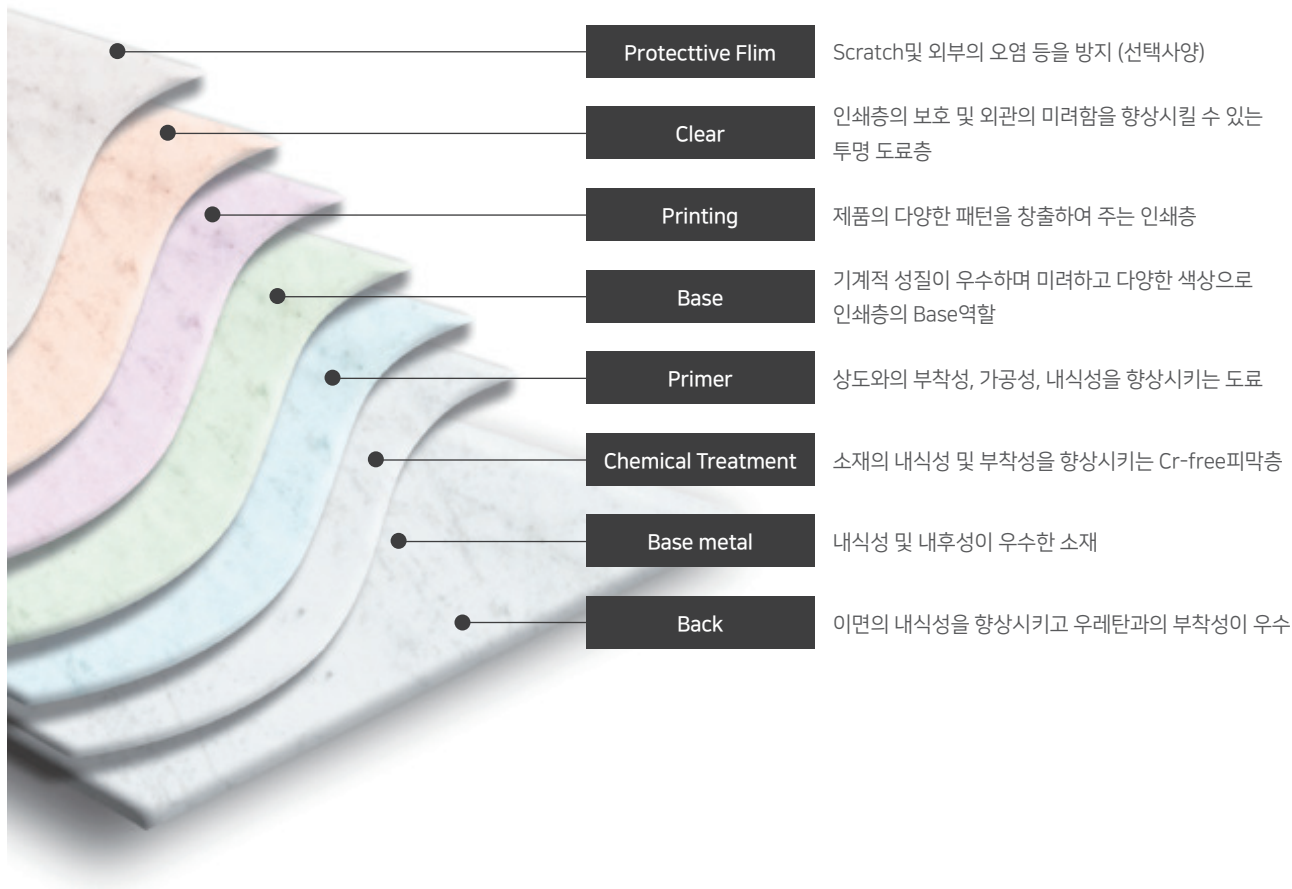 Protecttive Flim
Scratch및 외부의 오염 등을 방지 (선택사양)
Clear
인쇄층의 보호 및 외관의 미려함을 향상시킬 수 있는
투명 도료층
Printing
제품의 다양한 패턴을 창출하여 주는 인쇄층
Base
기계적 성질이 우수하며 미려하고 다양한 색상으로
인쇄층의 Base역할
Primer
상도와의 부착성, 가공성, 내식성을 향상시키는 도료
Chemical Treatment
소재의 내식성 및 부착성을 향상시키는 Cr-free피막층
Base metal
내식성 및 내후성이 우수한 소재
Back
이면의 내식성을 향상시키고 우레탄과의 부착성이 우수